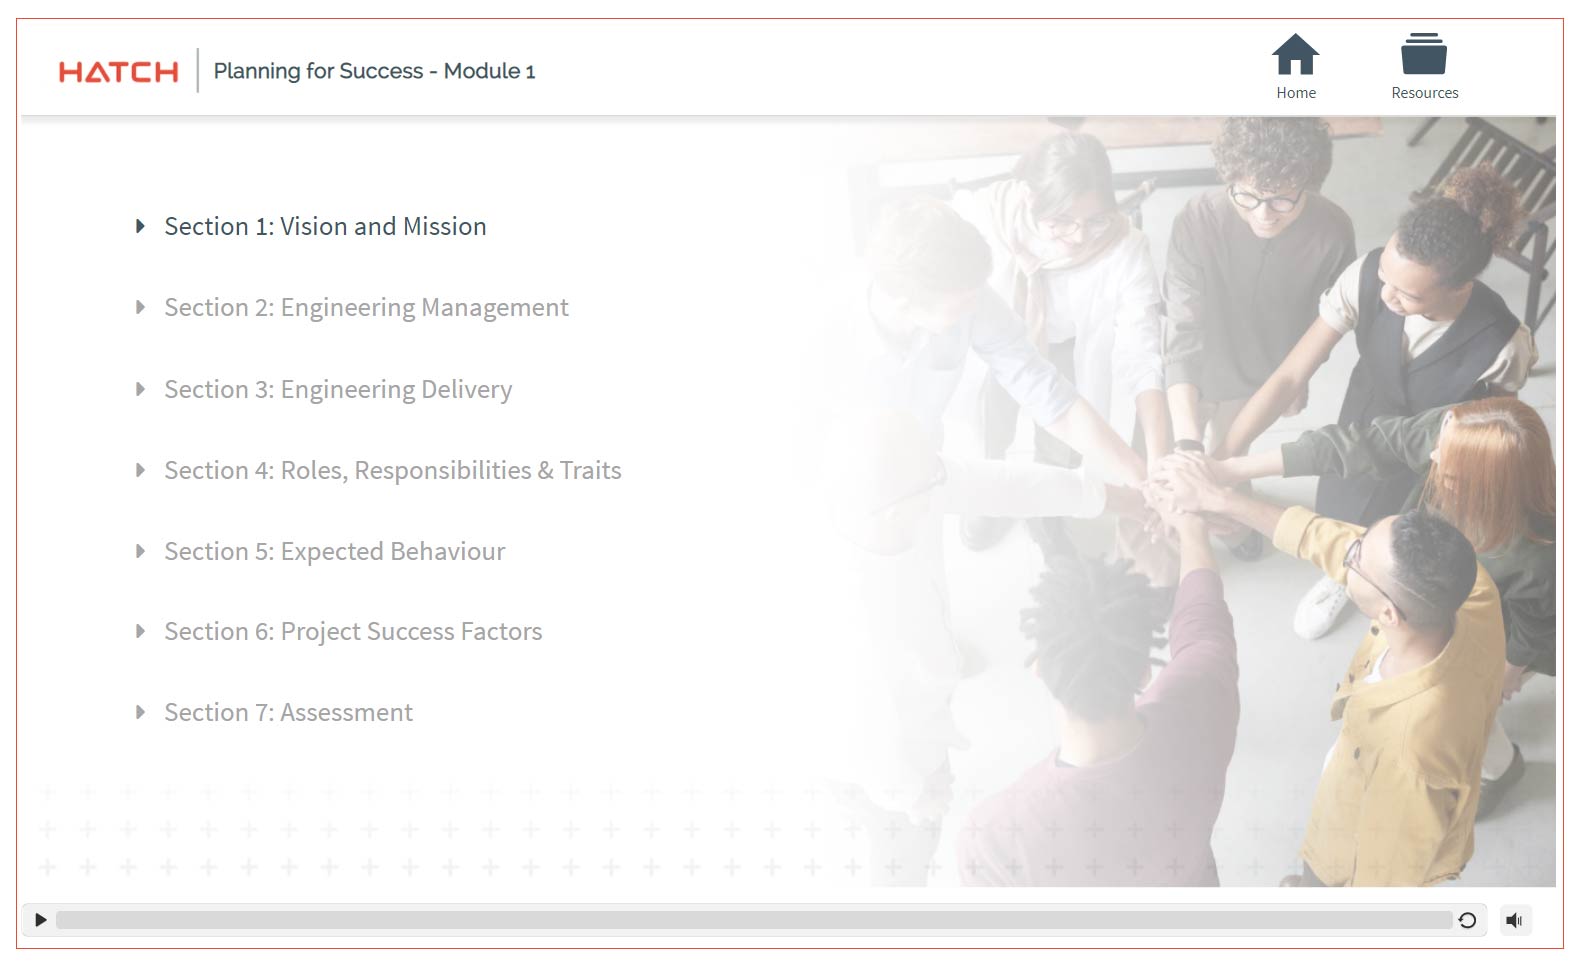 HATCH
Planning for Success - Module 1
Home
Resources
Section 1: Vision and Mission
Section 2: Engineering Management
Section 3: Engineering Delivery
Section 4: Roles, Responsibilities & Traits
Section 5: Expected Behaviour
Section 6: Project Success Factors
Section 7: Assessment